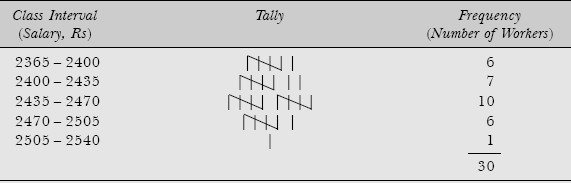 Class Interval Tally Frequency
(Salary, Rs) (Number of Workers)
2365 – 2400 6
2400 – 2435 7
2435 – 2470 10
2470 – 2505 6
2505 – 2540 1
30